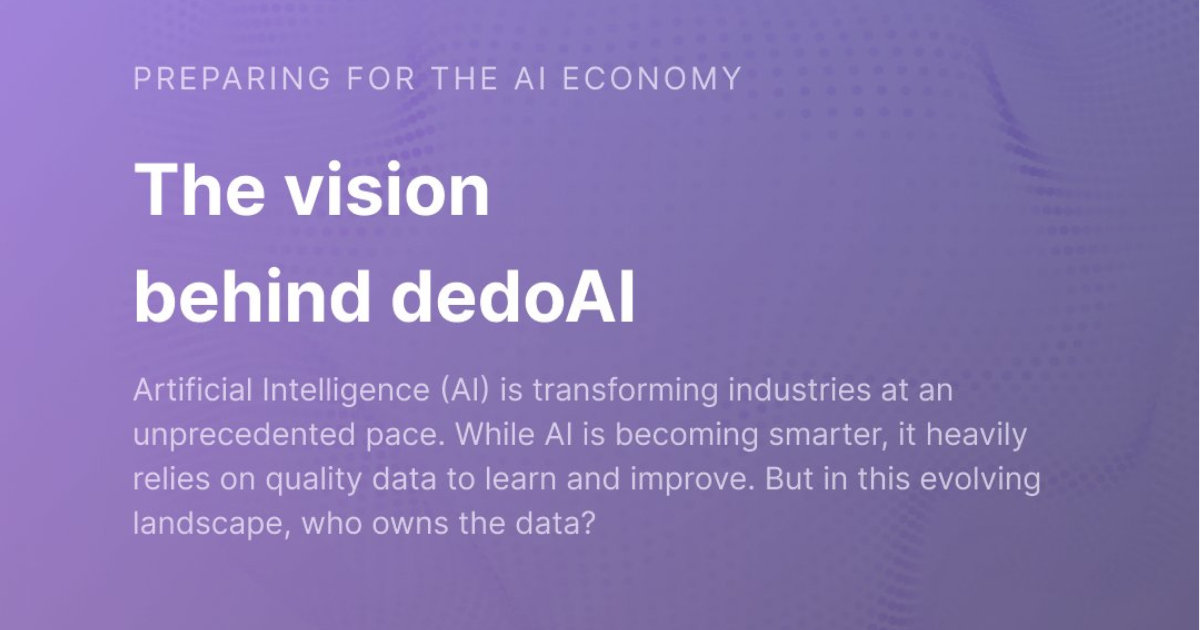 PREPARING FOR THE AI ECONOMY
The vision
behind dedoAI
Artificial Intelligence (AI) is transforming industries at an
unprecedented pace. While AI is becoming smarter, it heavily
relies on quality data to learn and improve. But in this evolving
landscape, who owns the data?